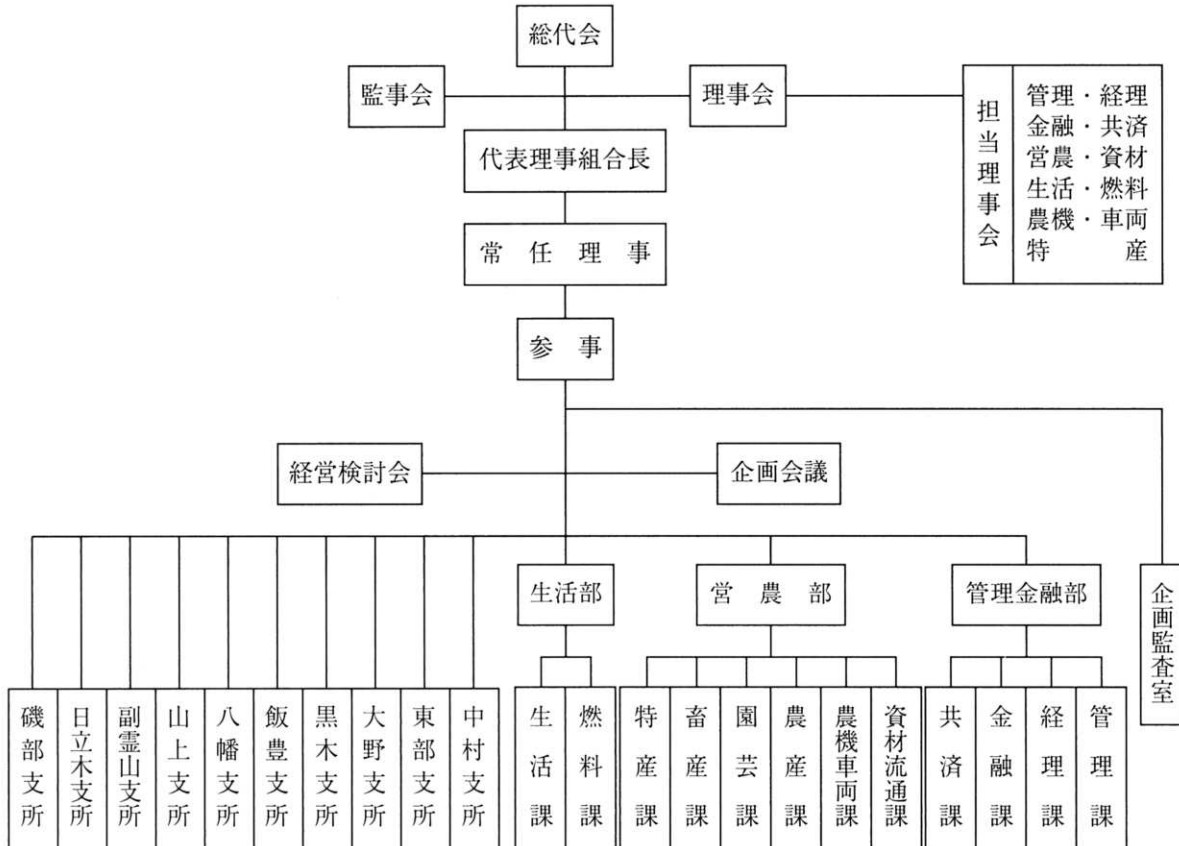 総代会
監事会
理事会
担当理事会
管理・経理
金融・共済
営農・資材
生活・燃料
農機・車両
特産
代表理事組合長
常任理事
参事
経営検討会
企画会議
生活部
営農部
管理金融部
企画監査室
磯部支所
日立木支所
副霊山支所
山上支所
八幡支所
飯豊支所
黒木支所
大野支所
東部支所
中村支所
生活課
燃料課
特産課
畜産課
園芸課
農産課
農機車両課
資材流通課
共済課
金融課
経理課
管理課